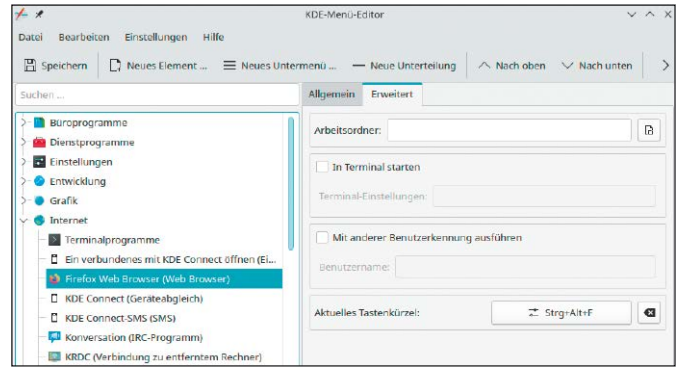 KDE-Menü-Editor
Datei Bearbeiten Einstellungen Hilfe
Speichern Neues Element ... Neues Untermenü ... Neue Unterteilung Nach oben Nach unten
Suchen ...
Allgemein Erweitert
Büroprogramme
Dienstprogramme
Einstellungen
Entwicklung
Grafik
Internet
Terminalprogramme
Ein verbundenes mit KDE Connect öffnen (Ei...
Firefox Web Browser (Web Browser)
KDE Connect (Geräteabgleich)
KDE Connect-SMS (SMS)
Konversation (IRC-Programm)
KRDC (Verbindung zu entferntem Rechner)
Arbeitsordner:
In Terminal starten
Terminal-Einstellungen:
Mit anderer Benutzerkennung ausführen
Benutzername:
Aktuelles Tastenkürzel: Strg+Alt+F